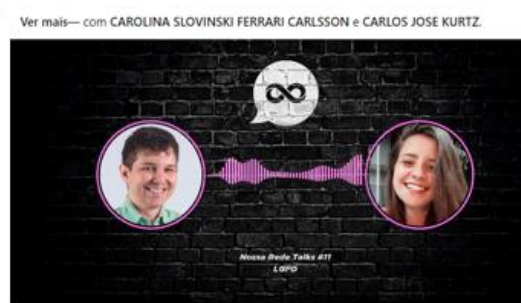 Ver mais— com CAROLINA SLOVINSKI FERRARI CARLSSON e CARLOS JOSE KURTZ.
Nossa Rede Talks #11
LGPD